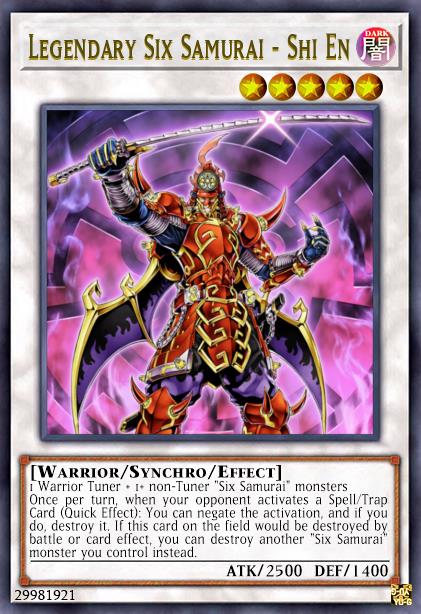 Legendary Six Samurai - Shi En
DARK
闇
[Warrior/Synchro/Effect]
1 Warrior Tuner + 1+ non-Tuner "Six Samurai" monsters
Once per turn, when your opponent activates a Spell/Trap
Card (Quick Effect): You can negate the activation, and if you
do, destroy it. If this card on the field would be destroyed by
battle or card effect, you can destroy another "Six Samurai"
monster you control instead.
ATK/2500 DEF/1400
29981921